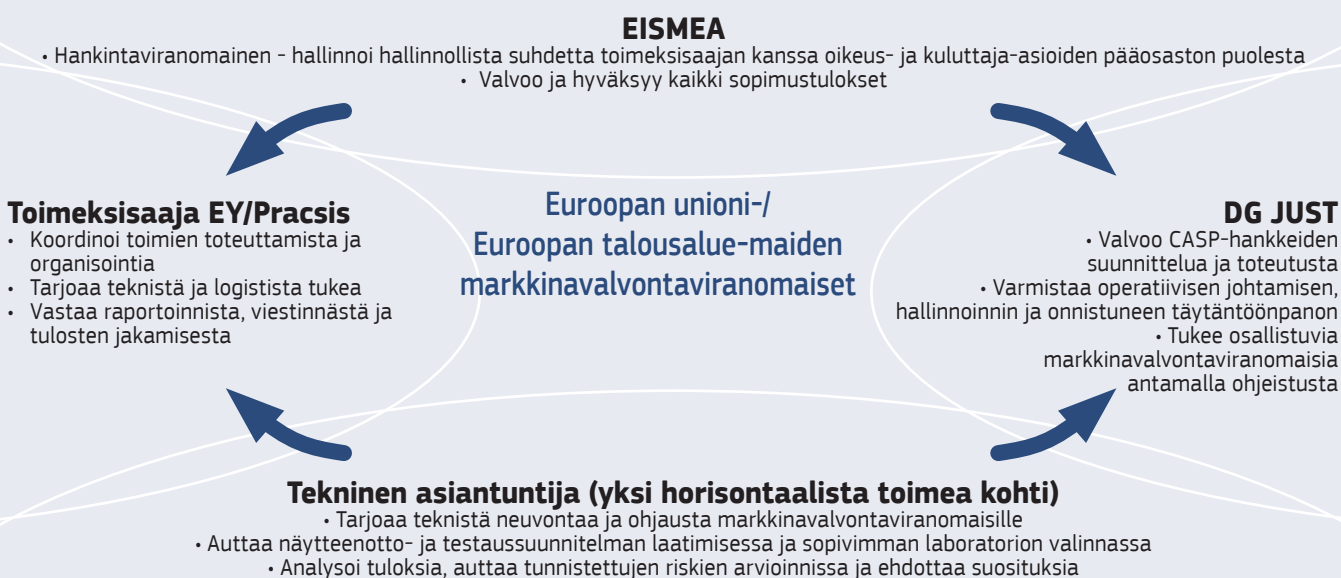 EISMEA
• Hankintaviranomainen - hallinnoi hallinnollista suhdetta toimeksisaajan kanssa oikeus- ja kuluttaja-asioiden pääosaston puolesta
• Valvoo ja hyväksyy kaikki sopimustulokset
Toimeksisaaja EY/Pracsis
• Koordinoi toimien toteuttamista ja
organisointia
• Tarjoaa teknistä ja logistista tukea
• Vastaa raportoinnista, viestinnästä ja
tulosten jakamisesta
Euroopan unioni-/
Euroopan talousalue-maiden
markkinavalvontaviranomaiset
DG JUST
• Valvoo CASP-hankkeiden
suunnittelua ja toteutusta
• Varmistaa operatiivisen johtamisen,
hallinnoinnin ja onnistuneen täytäntöönpanon
• Tukee osallistuvia
markkinavalvontaviranomaisia
antamalla ohjeistusta
Tekninen asiantuntija (yksi horisontaalista toimea kohti)
• Tarjoaa teknistä neuvontaa ja ohjausta markkinavalvontaviranomaisille
• Auttaa näytteenotto- ja testaussuunnitelman laatimisessa ja sopivimman laboratorion valinnassa
• Analysoi tuloksia, auttaa tunnistettujen riskien arvioinnissa ja ehdottaa suosituksia